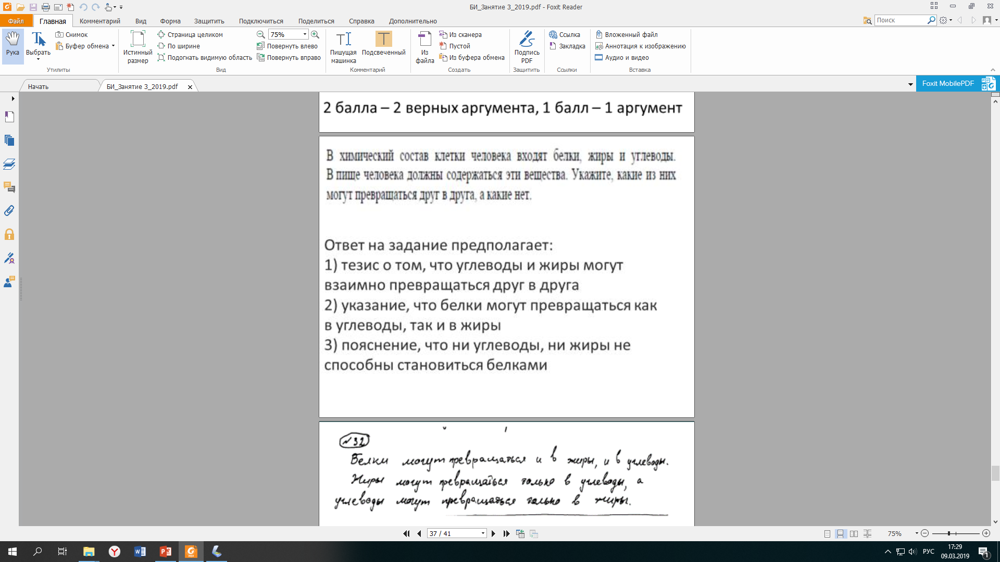 БИ_Занятие 3_2019.pdf - Foxit Reader
Файл Главная Комментарий Вид Форма Защитить Подключиться Поделиться Справка Дополнительно Поиск
Рука
Выбрать
Снимок
Буфер обмена
Утилиты
Истинный размер
Страница целиком
По ширине
Подогнать видимую область
75%
Повернуть влево
Повернуть вправо
Вид
Пишущая машинка
Подсвеченный
Комментарий
Из файла
Из сканера
Пустой
Из буфера обмена
Создать
Подпись PDF
Защитить
Ссылка
Закладка
Ссылки
Вложенный файл
Аннотация к изображению
Аудио и видео
Вставка
Начать БИ_Занятие 3_2019.pdf Foxit MobilePDF
2 балла – 2 верных аргумента, 1 балл – 1 аргумент
В химический состав клетки человека входят белки, жиры и углеводы.
В пище человека должны содержаться эти вещества. Укажите, какие из них
могут превращаться друг в друга, а какие нет.
Ответ на задание предполагает:
1) тезис о том, что углеводы и жиры могут
взаимно превращаться друг в друга
2) указание, что белки могут превращаться как
в углеводы, так и в жиры
3) пояснение, что ни углеводы, ни жиры не
способны становиться белками
№32
Белки могут превращаться и в жиры, и в углеводы.
Жиры могут превращаться только в углеводы, а
углеводы могут превращаться только в жиры.
37 / 41 75%
РУС 17:29
09.03.2019 1